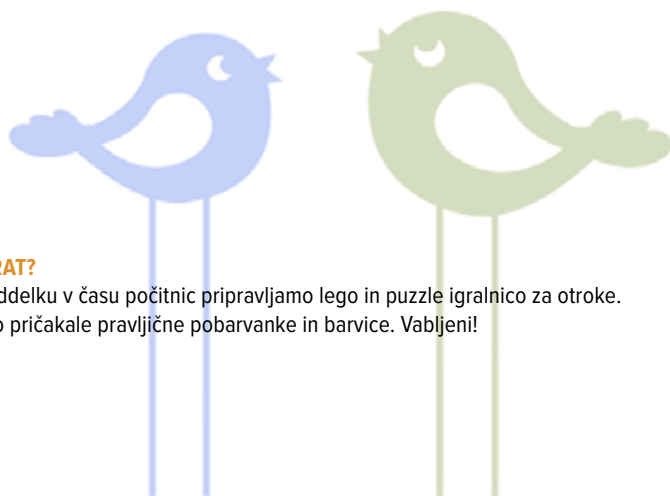 RAT?
ddelku v času počitnic pripravljamo lego in puzzle igralnico za otroke.
o pričakale pravljične pobarvanke in barvice. Vabljeni!